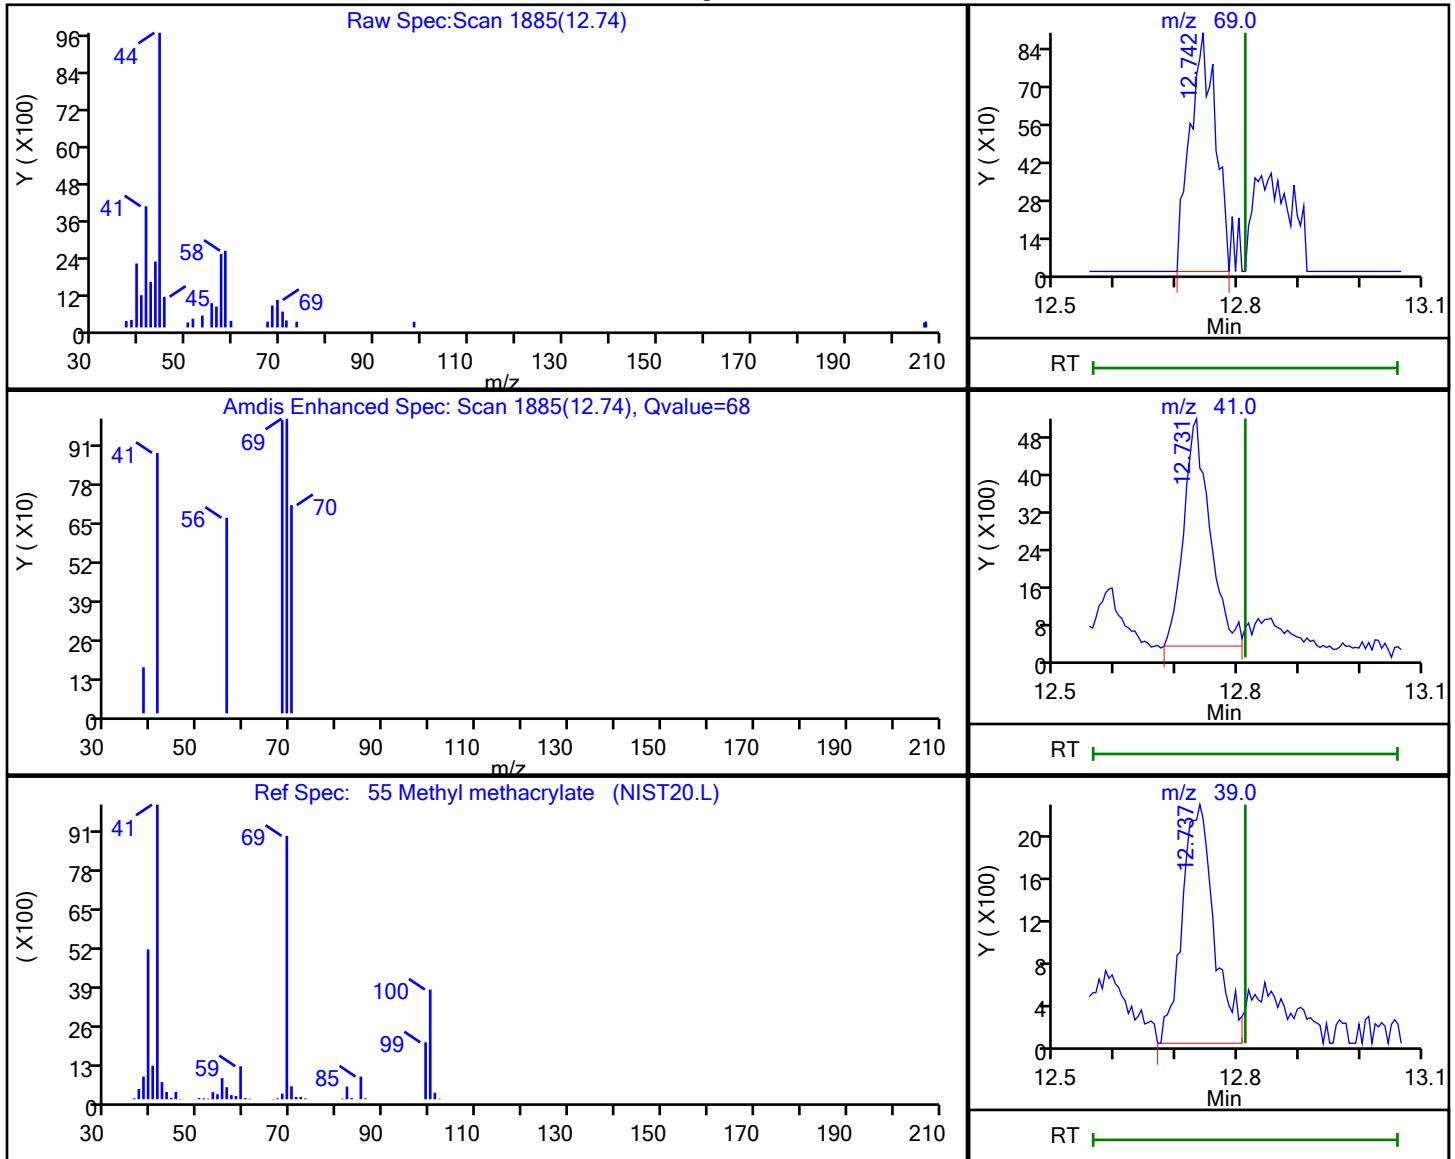 Raw Spec:Scan 1885(12.74)
96
84
72
60
48
36
24
12
0
Y ( X100)
44
41
58
45
69
30 50 70 90 110 130 150 170 190 210
m/z
m/z 69.0
84
70
56
42
28
14
0
Y ( X10)
12.742
12.5 12.8 13.1
Min
RT
Amdis Enhanced Spec: Scan 1885(12.74), Qvalue=68
91
78
65
52
39
26
13
0
Y ( X10)
41
56
69
70
30 50 70 90 110 130 150 170 190 210
m/z
m/z 41.0
48
40
32
24
16
8
0
Y ( X100)
12.731
12.5 12.8 13.1
Min
RT
Ref Spec: 55 Methyl methacrylate (NIST20.L)
91
78
65
52
39
26
13
0
( X100)
41
69
100
99
59
85
30 50 70 90 110 130 150 170 190 210
m/z 39.0
20
16
12
8
4
0
Y ( X100)
12.737
12.5 12.8 13.1
Min
RT